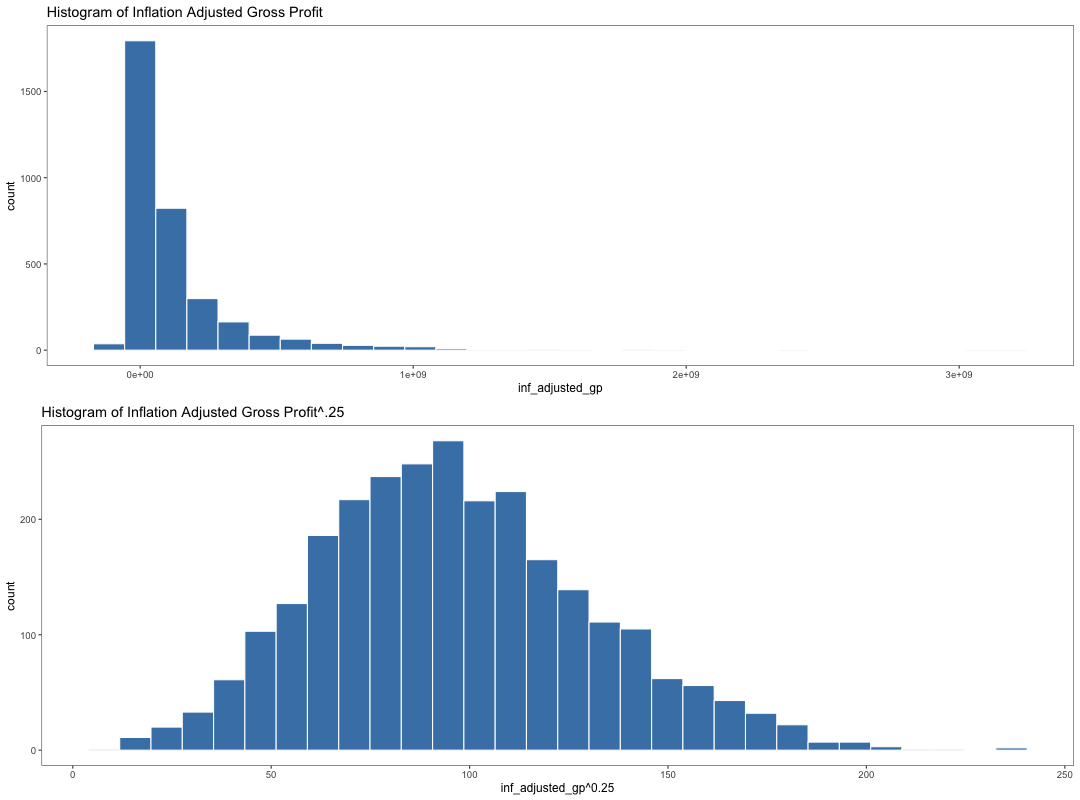 Histogram of Inflation Adjusted Gross Profit
1500
1000
500
0
count
0e+00 1e+09 2e+09 3e+09
inf_adjusted_gp
Histogram of Inflation Adjusted Gross Profit^.25
200
100
0
count
0 50 100 150 200 250
inf_adjusted_gp^0.25